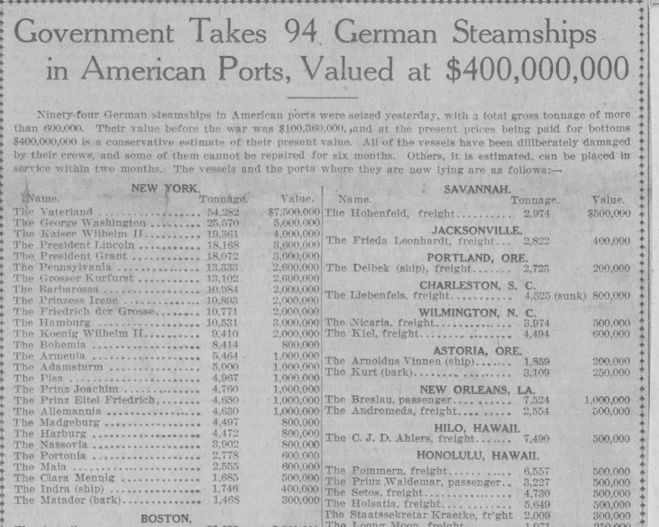 Government Takes 94 German Steamships
in American Ports, Valued at $400,000,000
Ninety-four German steamships in American ports were seized yesterday, with a total gross tonnage of more
than 600,000. Their value before the war was $100,360,000, and at the present prices being paid for bottoms
$400,000,000 is a conservative estimate of their present value. All of the vessels have been diliberately damaged
by their crews, and some of them cannot be repaired for six months. Others, it is estimated, can be placed in
service within two months. The vessels and the ports where they are now lying are as follows:—
NEW YORK.
Name. Tonnage. Value.
The Vaterland 54,282 $7,500,000
The George Washington 25,570 5,000,000
The Kaiser Wilhelm II 19,361 4,000,000
The President Lincoln 18,168 3,600,000
The President Grant 18,072 3,600,000
The Pennsylvania 13,333 2,600,000
The Grosser Kurfurst 13,102 2,600,000
The Barbarossa 10,984 2,000,000
The Prinzess Irene 10,893 2,000,000
The Friedrich der Grosse 10,771 2,000,000
The Hamburg 10,531 3,000,000
The Koenig Wilhelm II 9,410 2,000,000
The Bohemia 8,414 800,000
The Armenia 5,464 1,000,000
The Adamsturm 5,000 1,000,000
The Pisa 4,967 1,000,000
The Prinz Joachim 4,760 1,000,000
The Prinz Eitel Friedrich 4,650 1,000,000
The Allemannia 4,630 1,000,000
The Madgeburg 4,497 800,000
The Harburg 4,472 800,000
The Nassovia 3,902 800,000
The Portonia 2,778 600,000
The Maia 2,555 600,000
The Clara Mennig 1,685 500,000
The Indra (ship) 1,746 400,000
The Matador (bark) 1,468 300,000
BOSTON.
SAVANNAH.
Name. Tonnage. Value.
The Hohenfeld, freight 2,974 $500,000
JACKSONVILLE.
The Frieda Leonhardt, freight 2,822 400,000
PORTLAND, ORE.
The Delbek (ship), freight 2,723 200,000
CHARLESTON, S. C.
The Liebenfels, freight 4,525 (sunk) 800,000
WILMINGTON, N. C.
The Nicaria, freight 3,974 500,000
The Kiel, freight 4,494 600,000
ASTORIA, ORE.
The Arnoldus Vinnen (ship) 1,859 200,000
The Kurt (bark) 3,109 250,000
NEW ORLEANS, LA.
The Breslau, passenger 7,524 1,000,000
The Andromeda, freight 2,554 500,000
HILO, HAWAII.
The C. J. D. Ahlers, freight 7,490 500,000
HONOLULU, HAWAII.
The Pommern, freight 6,557 500,000
The Prinz Waldemar, passenger 3,227 500,000
The Setos, freight 4,730 500,000
The Holsatia, freight 5,649 500,000
The Staatssekretar Kraetke, fr'ght 2,009 300,000
The Loong Moon, freight 1,971